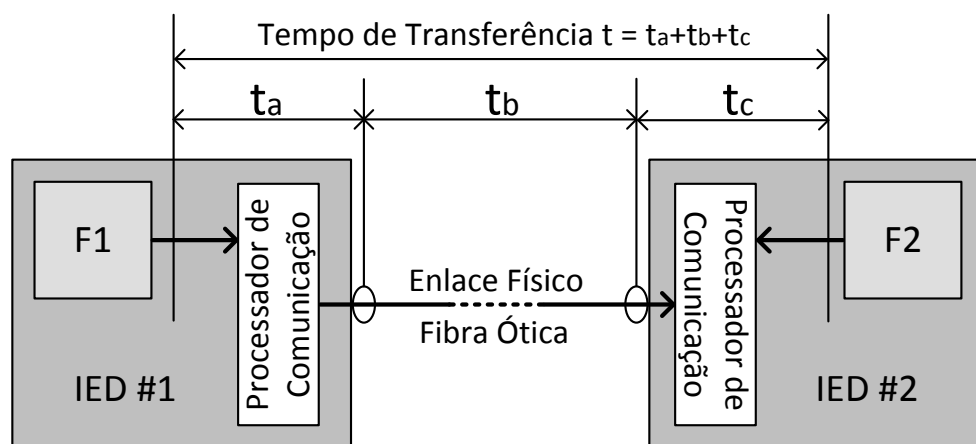 Tempo de Transferência t = ta+tb+tc
ta
tb
tc
F1
Processador de
Comunicação
Enlace Físico
Fibra Ótica
Processador de
Comunicação
F2
IED #1
IED #2